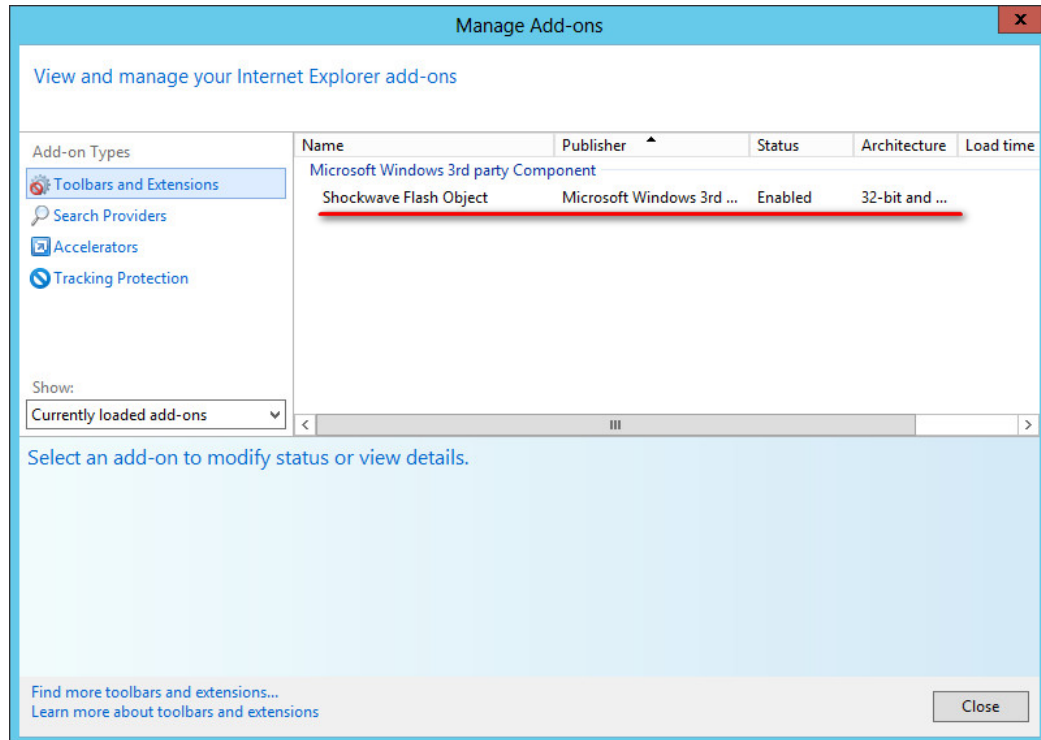 Manage Add-ons
x
View and manage your Internet Explorer add-ons
Add-on Types
Toolbars and Extensions
Search Providers
Accelerators
Tracking Protection
Show:
Currently loaded add-ons
Name Publisher Status Architecture Load time
Microsoft Windows 3rd party Component
Shockwave Flash Object Microsoft Windows 3rd ... Enabled 32-bit and ...
Select an add-on to modify status or view details.
Find more toolbars and extensions...
Learn more about toolbars and extensions
Close